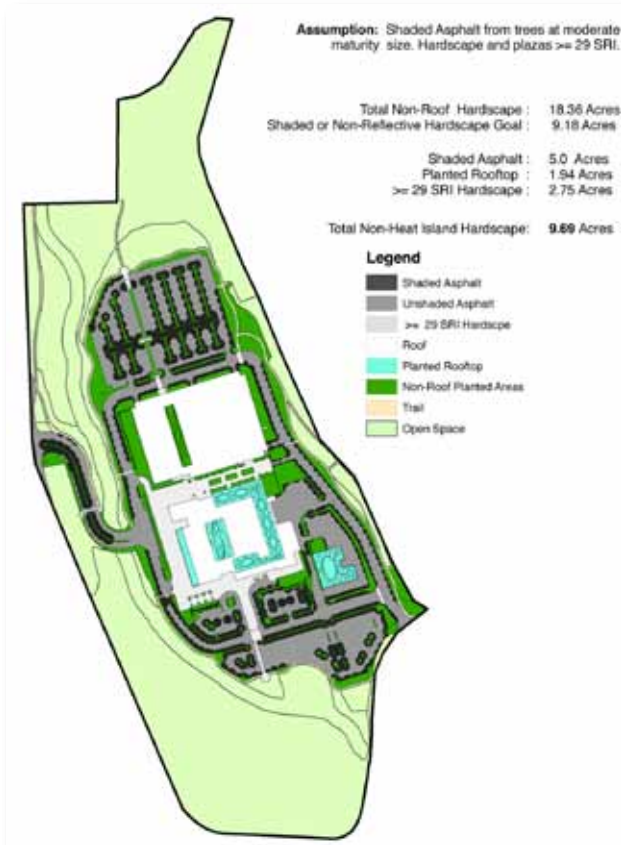 Assumption: Shaded Asphalt from trees at moderate
maturity size. Hardscape and plazas >= 29 SRI.
Total Non-Roof Hardscape : 18.36 Acres
Shaded or Non-Reflective Hardscape Goal : 9.18 Acres
Shaded Asphalt : 5.0 Acres
Planted Rooftop : 1.94 Acres
>= 29 SRI Hardscape : 2.75 Acres
Total Non-Heat Island Hardscape: 9.69 Acres
Legend
Shaded Asphalt
Unshaded Asphalt
>= 29 SRI Hardscpe
Roof
Planted Rooftop
Non-Roof Planted Areas
Trail
Open Space